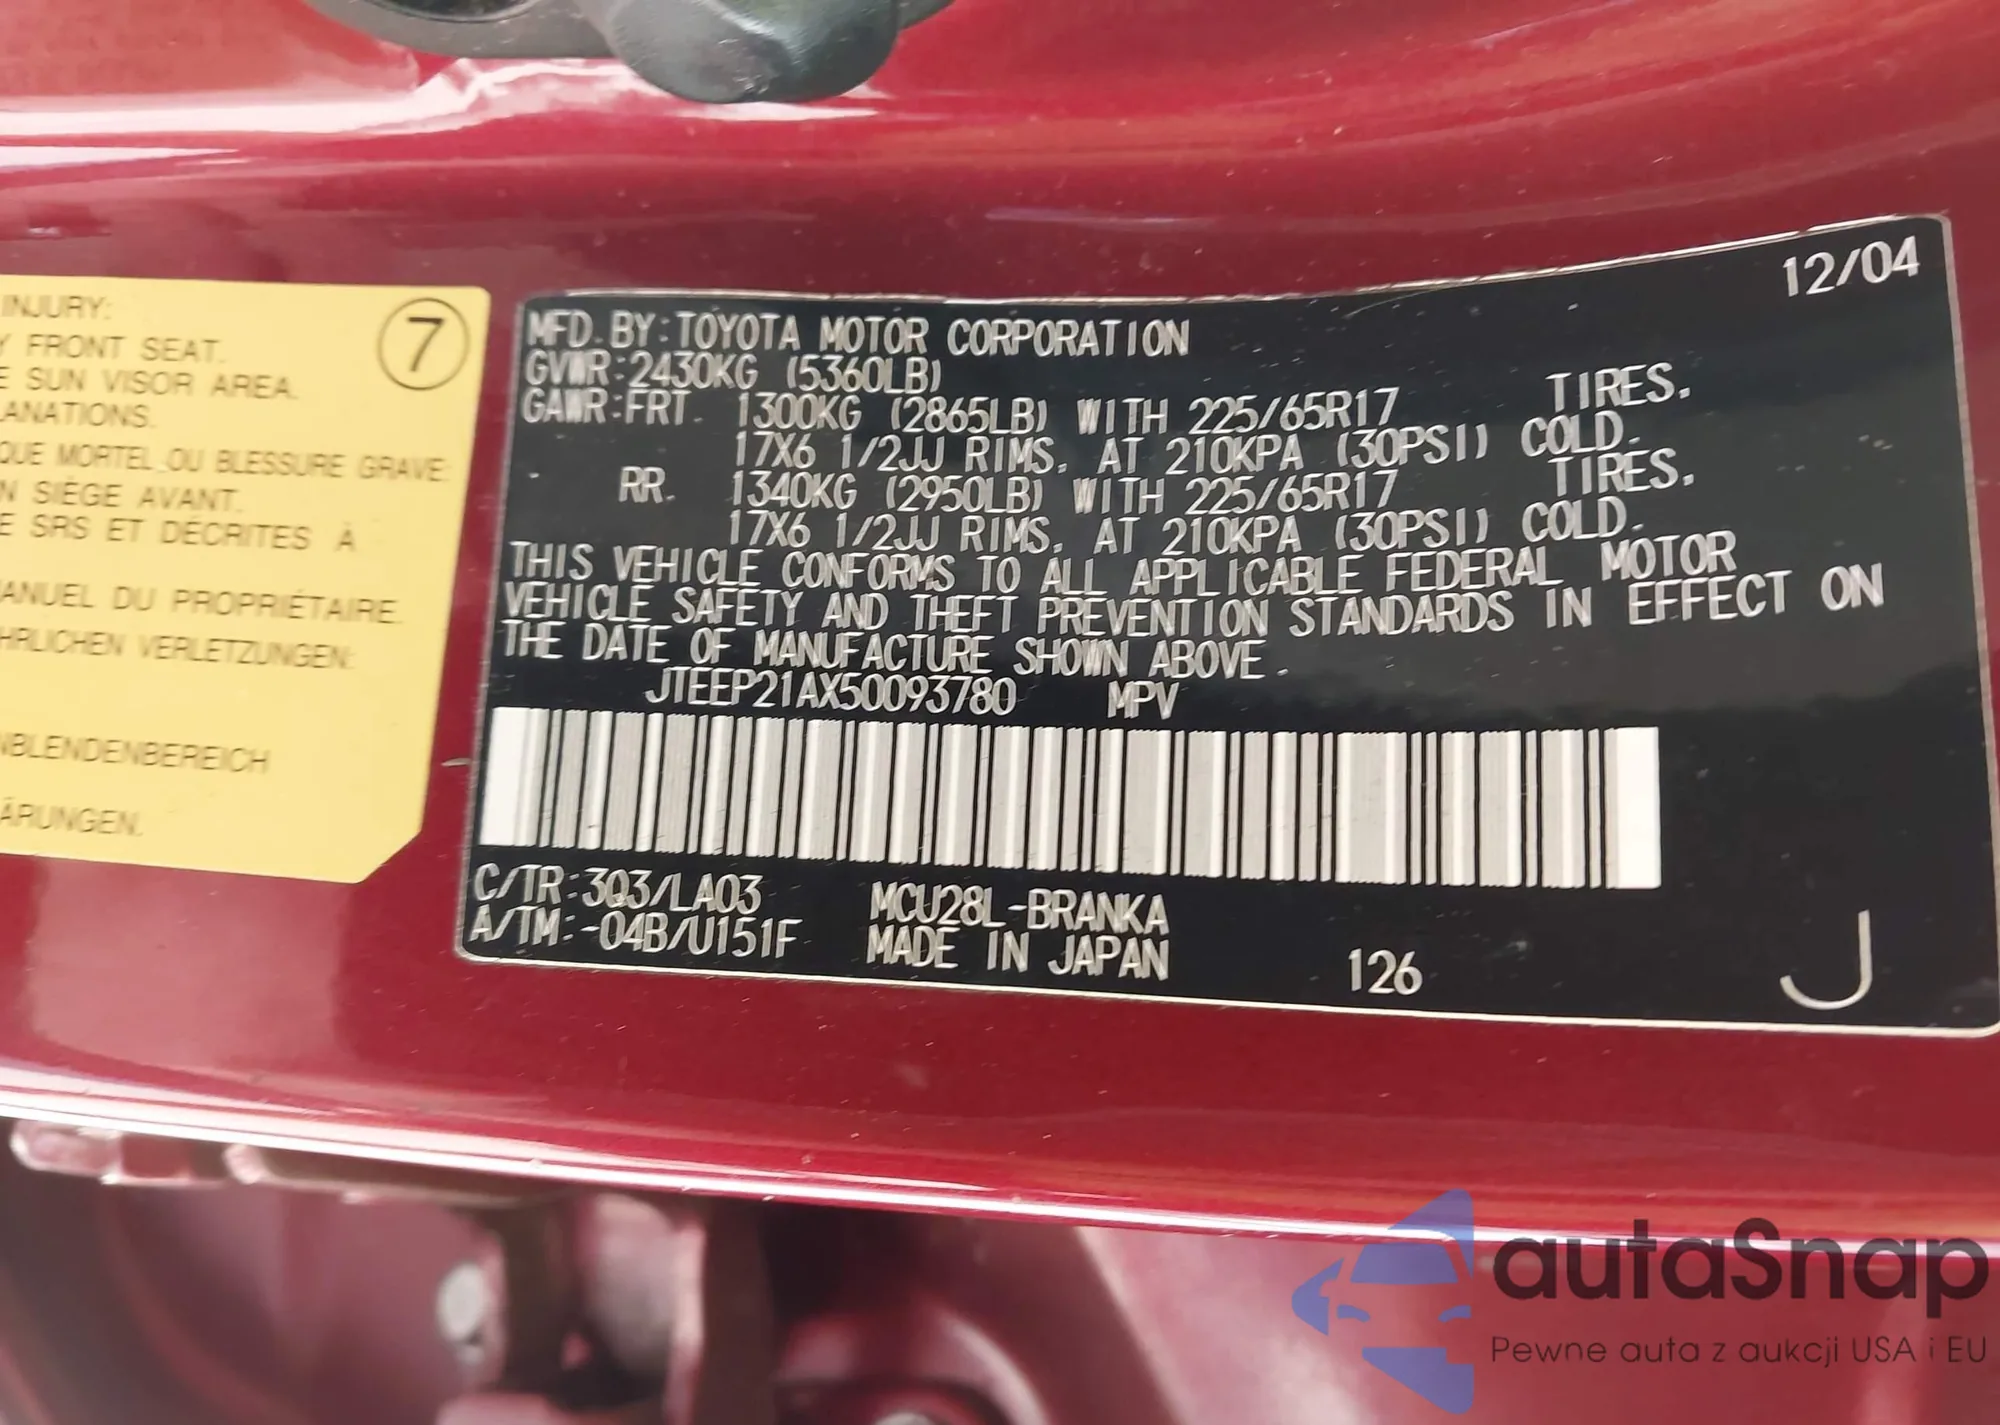 INJURY:
FRONT SEAT.
SUN VISOR AREA.
7
QUE MORTEL OU BLESSURE GRAVE:
SIÈGE AVANT.
SRS ET DÉCRITES À
DU PROPRIÉTAIRE.
VERLETZUNGEN:
12/04
MFD. BY: TOYOTA MOTOR CORPORATION
GVWR: 2430KG (5360LB)
GAWR: FRT. 1300KG (2865LB) WITH 225/65R17 TIRES.
17X6 1/2JJ RIMS, AT 210KPA (30PSI) COLD.
RR. 1340KG (2950LB) WITH 225/65R17 TIRES.
17X6 1/2JJ RIMS, AT 210KPA (30PSI) COLD.
THIS VEHICLE CONFORMS TO ALL APPLICABLE FEDERAL MOTOR
VEHICLE SAFETY AND THEFT PREVENTION STANDARDS IN EFFECT ON
THE DATE OF MANUFACTURE SHOWN ABOVE.
JTEEP21AX50093780 MPV
C/TR: 3Q3/LA03 MCU28L-BRANKA
A/TM: -04B/U151F MADE IN JAPAN
126
J
autaSnap
Pewne auta z aukcji USA i EU